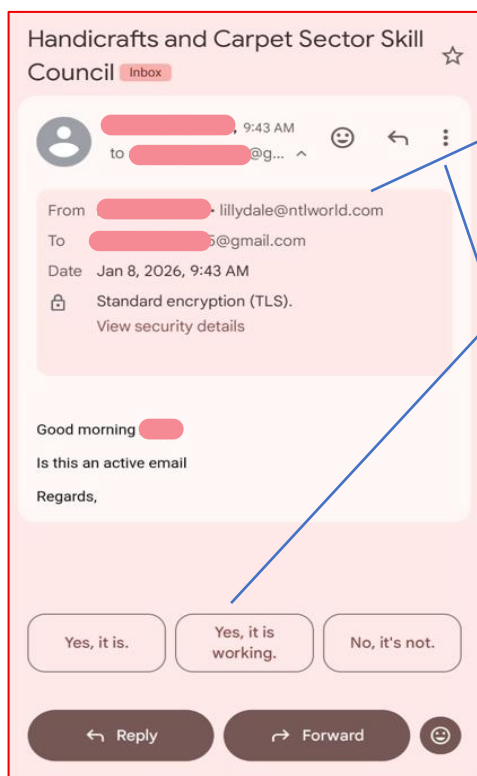 Handicrafts and Carpet Sector Skill
Council Inbox
, 9:43 AM
to @g...
From · lillydale@ntlworld.com
To 5@gmail.com
Date Jan 8, 2026, 9:43 AM
Standard encryption (TLS).
View security details
Good morning
Is this an active email
Regards,
Yes, it is.
Yes, it is
working.
No, it's not.
Reply
Forward